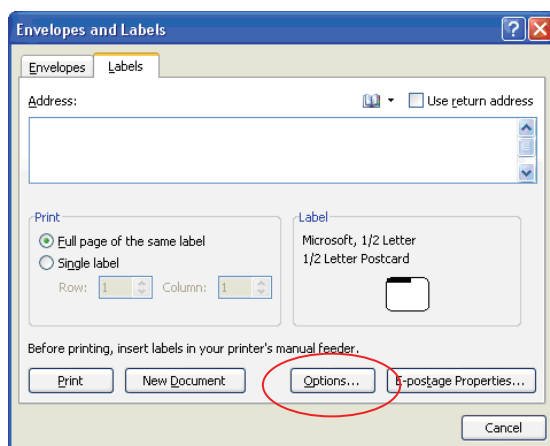 Envelopes and Labels
Envelopes Labels
Address: Use return address
Print
Full page of the same label
Single label
Row: 1 Column: 1
Label
Microsoft, 1/2 Letter
1/2 Letter Postcard
Before printing, insert labels in your printer's manual feeder.
Print New Document Options... E-postage Properties...
Cancel